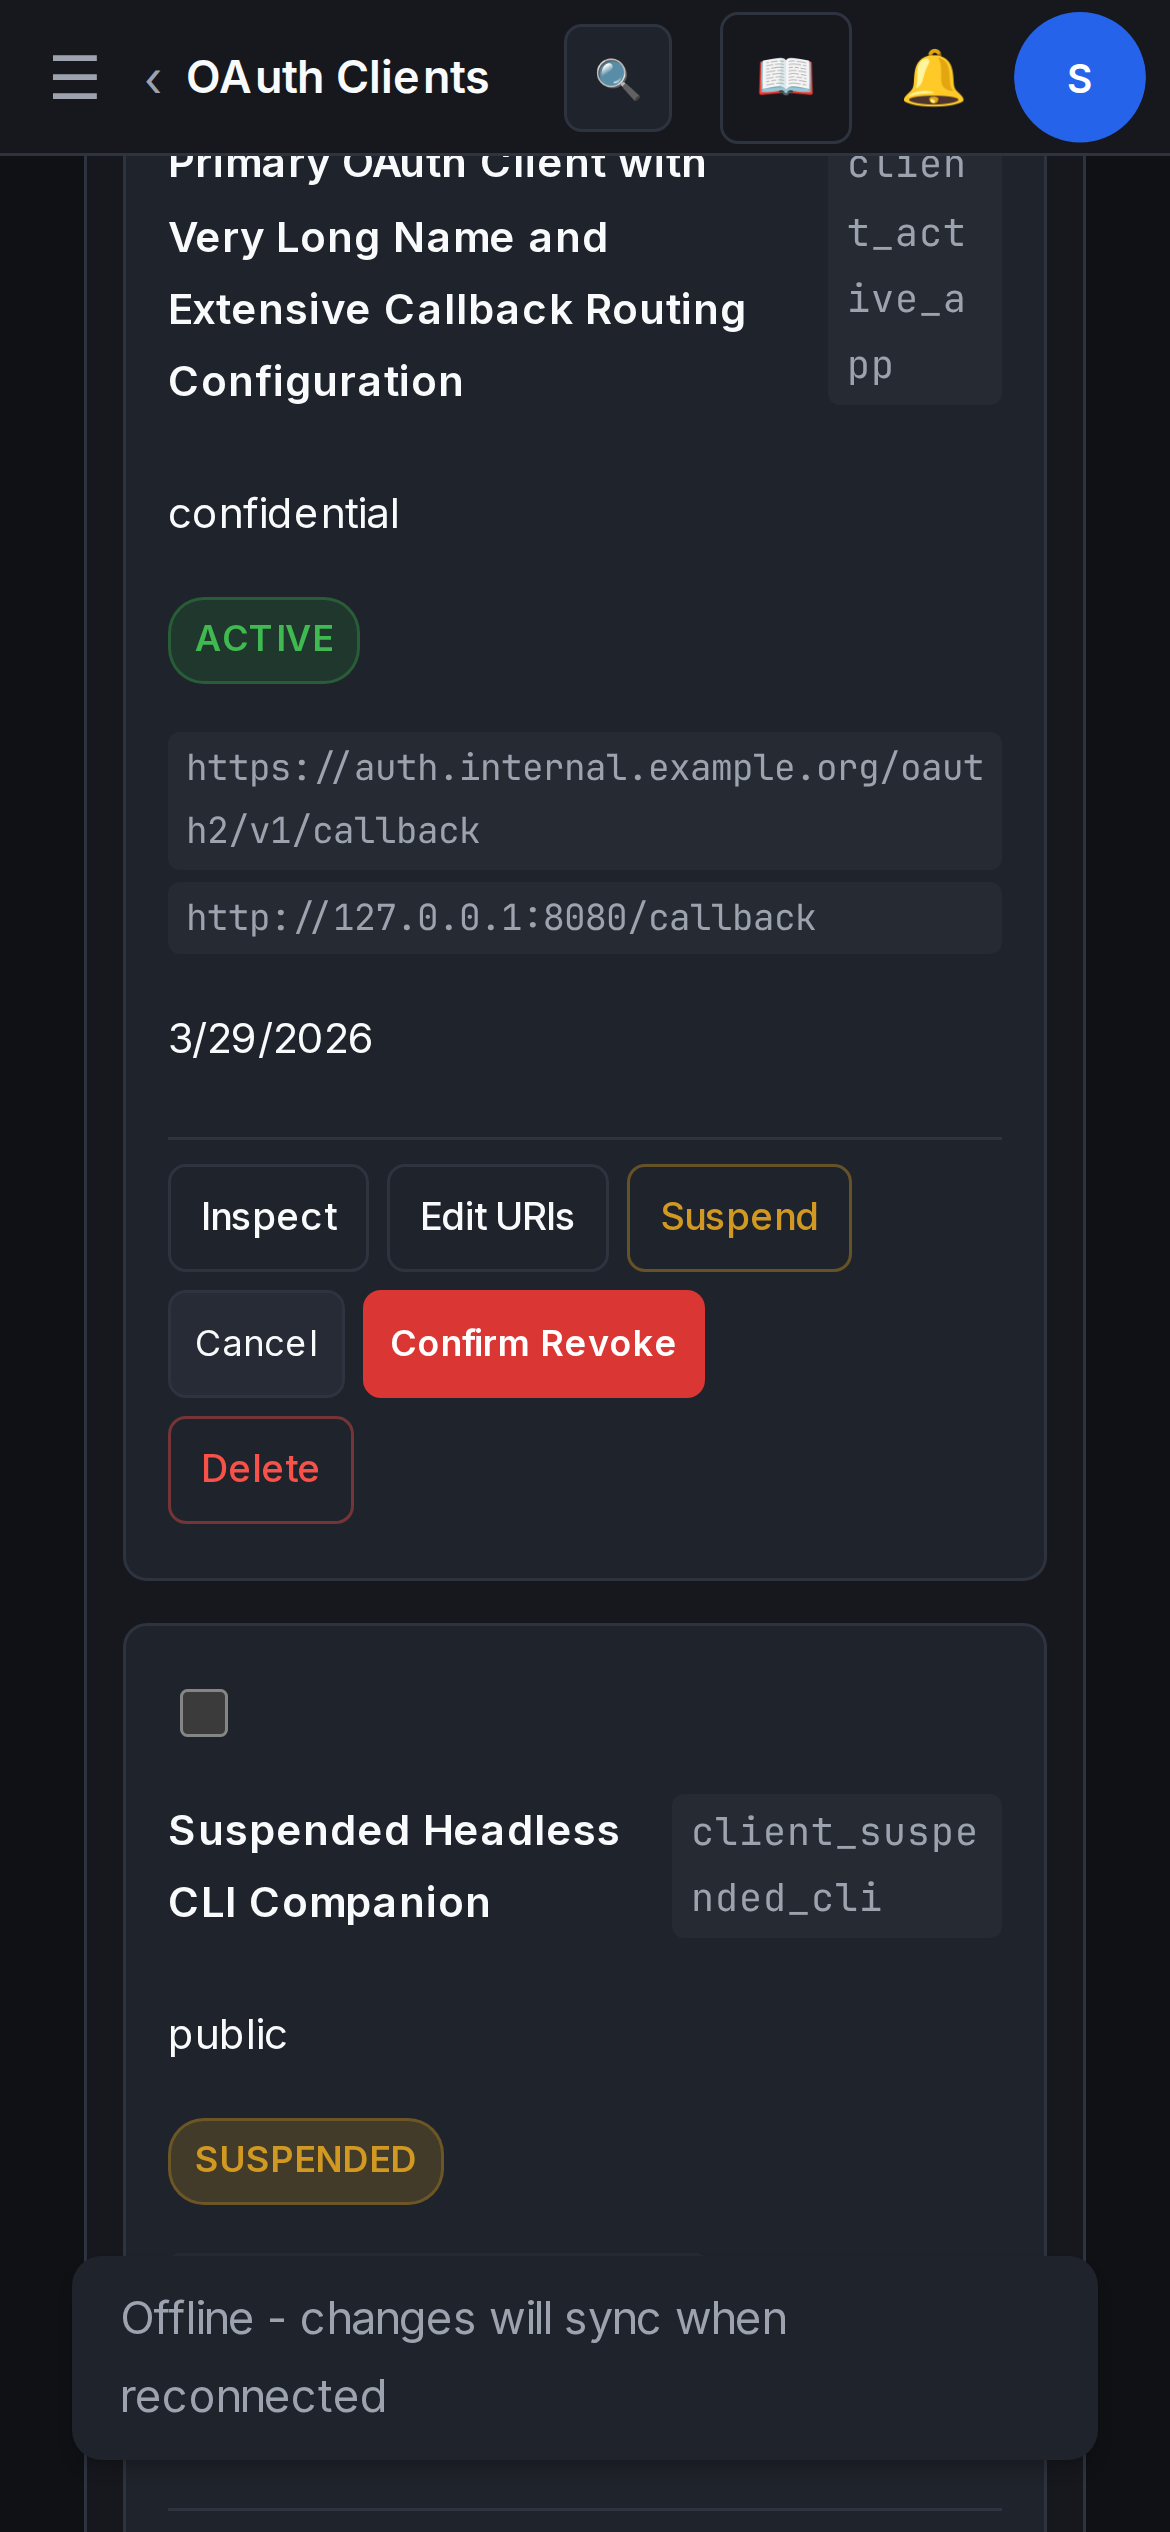 OAuth Clients
S
Primary OAuth Client with
Very Long Name and
Extensive Callback Routing
Configuration
clien
t_act
ive_a
pp
confidential
ACTIVE
https://auth.internal.example.org/oaut
h2/v1/callback
http://127.0.0.1:8080/callback
3/29/2026
Inspect
Edit URIs
Suspend
Cancel
Confirm Revoke
Delete
Suspended Headless
CLI Companion
client_suspe
nded_cli
public
SUSPENDED
Offline - changes will sync when
reconnected